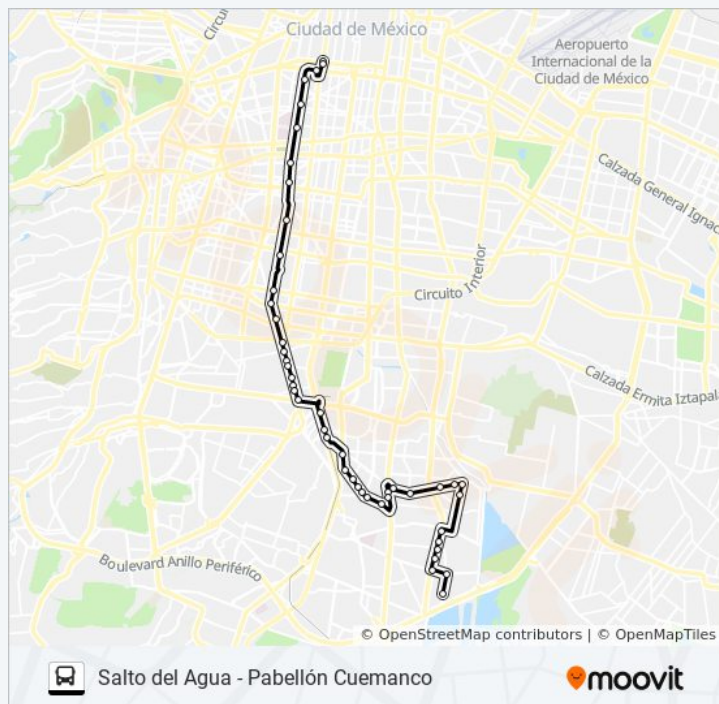 Ciudad de México
Circu
Aeropuerto
Internacional de la
Ciudad de México
Calzada General Ignac
Circuito Interior
Calzada Ermita Iztapal
Boulevard Anillo Periférico
© OpenStreetMap contributors | © OpenMapTiles
Salto del Agua - Pabellón Cuemanco
moovit